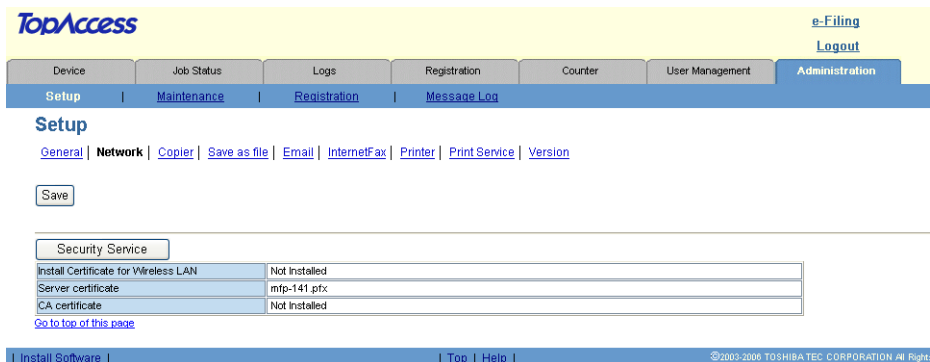 TopAccess
e-Filing
Logout
Device Job Status Logs Registration Counter User Management Administration
Setup | Maintenance | Registration | Message Log
Setup
General | Network | Copier | Save as file | Email | InternetFax | Printer | Print Service | Version
Save
Security Service
Install Certificate for Wireless LAN Not Installed
Server certificate mfp-141.pfx
CA certificate Not Installed
Go to top of this page
| Install Software | | Top | Help | ©2003-2006 TOSHIBA TEC CORPORATION All Right